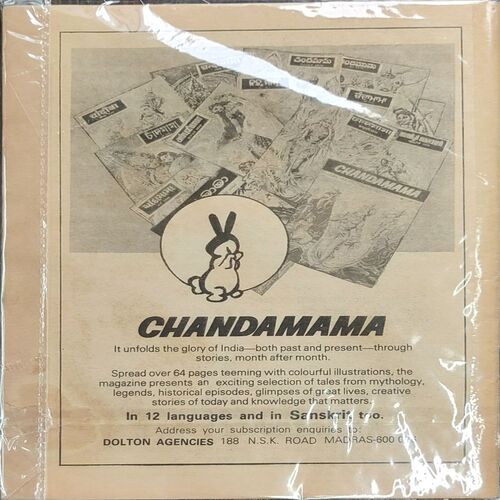 CHANDAMAMA
CHANDAMAMA
It unfolds the glory of India—both past and present—through
stories, month after month.
Spread over 64 pages teeming with colourful illustrations, the
magazine presents an exciting selection of tales from mythology,
legends, historical episodes, glimpses of great lives, creative
stories of today and knowledge that matters.
In 12 languages and in Sanskrit too.
Address your subscription enquiries to:
DOLTON AGENCIES 188 N.S.K. ROAD MADRAS-600